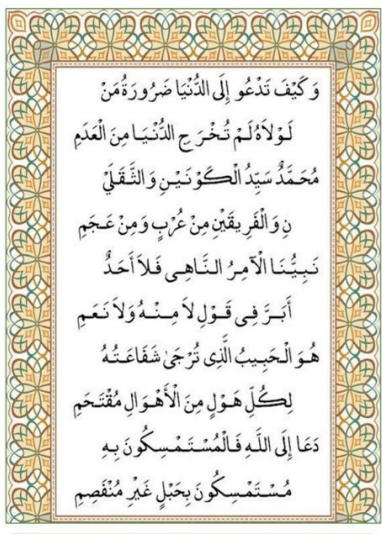 وَكَيْفَ تَدْعُو إِلَى الدُّنْيَا ضَرُورَةُ مَنْ
لَوْلَاهُ لَمْ تُخْرَجِ الدُّنْيَا مِنَ الْعَدَمِ
مُحَمَّدٌ سَيِّدُ الْكَوْنَيْنِ وَالثَّقَلَيْ
نِ وَالْفَرِيقَيْنِ مِنْ عُرْبٍ وَمِنْ عَجَمِ
نَبِيُّنَا الْآمِرُ النَّاهِي فَلَا أَحَدٌ
أَبَرَّ فِي قَوْلِ لَا مِنْهُ وَلَا نَعَمِ
هُوَ الْحَبِيبُ الَّذِي تُرْجَىٰ شَفَاعَتُهُ
لِكُلِّ هَوْلٍ مِنَ الْأَهْوَالِ مُقْتَحَمِ
دَعَا إِلَى اللَّهِ فَالْمُسْتَمْسِكُونَ بِهِ
مُسْتَمْسِكُونَ بِحَبْلٍ غَيْرِ مُنْفَصِمِ